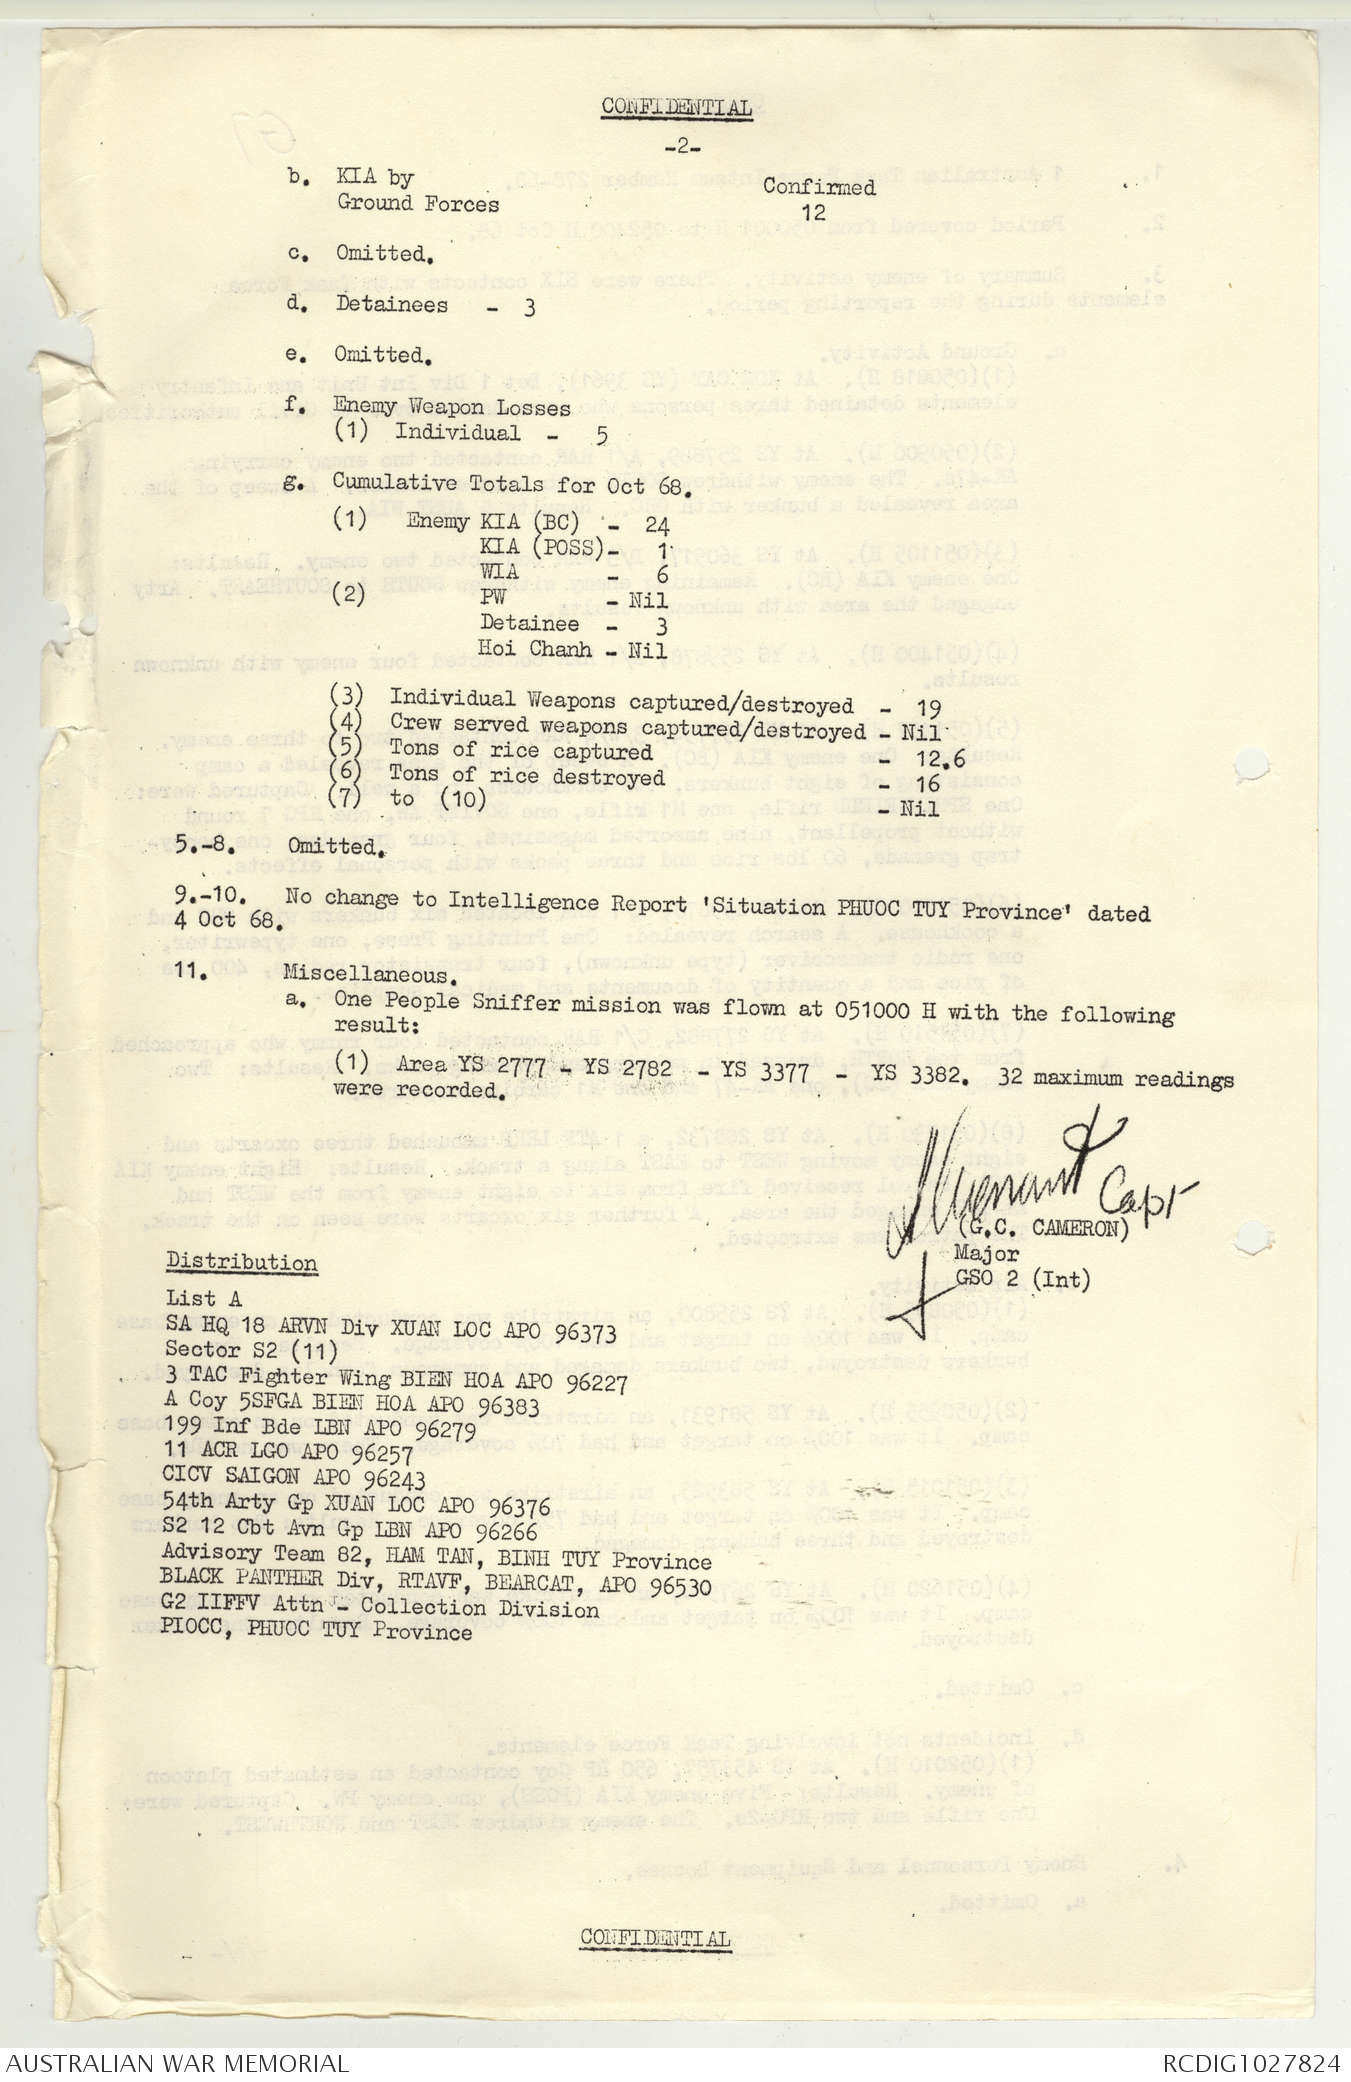 CONFIDENTIAL
-2-
b. KIA by Confirmed
Ground Forces 12
c. Omitted.
d. Detainees - 3
e. Omitted.
f. Enemy Weapon Losses
(1) Individual - 5
g. Cumulative Totals for Oct 68.
(1) Enemy KIA (BC) - 24
KIA (POSS)- 1
WIA - 6
(2) PW - Nil
Detainee - 3
Hoi Chanh - Nil
(3) Individual Weapons captured/destroyed - 19
(4) Crew served weapons captured/destroyed - Nil
(5) Tons of rice captured - 12.6
(6) Tons of rice destroyed - 16
(7) to (10) - Nil
5.-8. Omitted.
9.-10. No change to Intelligence Report 'Situation PHUOC TUY Province' dated
4 Oct 68.
11. Miscellaneous.
a. One People Sniffer mission was flown at 051000 H with the following
result:
(1) Area YS 2777 - YS 2782 - YS 3377 - YS 3382. 32 maximum readings
were recorded.
Capt
(G.C. CAMERON)
Major
GSO 2 (Int)
Distribution
List A
SA HQ 18 ARVN Div XUAN LOC APO 96373
Sector S2 (11)
3 TAC Fighter Wing BIEN HOA APO 96227
A Coy 5SFGA BIEN HOA APO 96383
199 Inf Bde LBN APO 96279
11 ACR LGO APO 96257
CICV SAIGON APO 96243
54th Arty Gp XUAN LOC APO 96376
S2 12 Cbt Avn Gp LBN APO 96266
Advisory Team 82, HAM TAN, BINH TUY Province
BLACK PANTHER Div, RTAVF, BEARCAT, APO 96530
G2 IIFFV Attn - Collection Division
PIOCC, PHUOC TUY Province
CONFIDENTIAL
AUSTRALIAN WAR MEMORIAL
RCDIG1027824